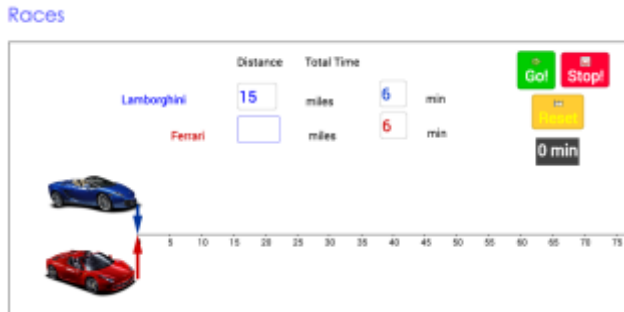 Races
Distance Total Time
Go! Stop!
Lamborghini 15 miles 6 min
Reset
Ferrari miles 6 min
0 min
5 10 15 20 25 30 35 40 45 50 55 60 65 70 75